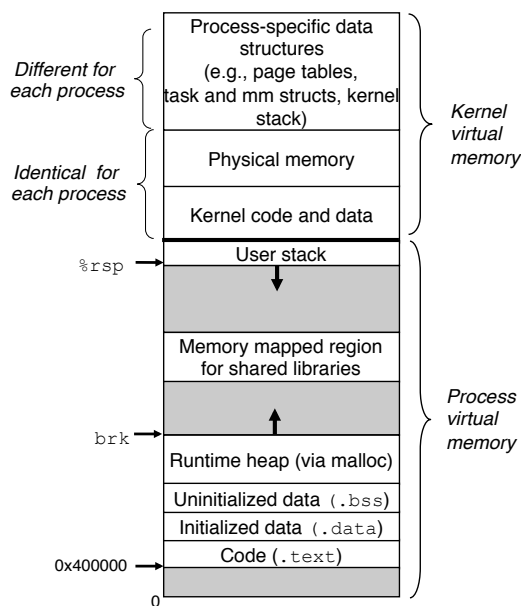 Process-specific data
structures
(e.g., page tables,
task and mm structs, kernel
stack)
Different for
each process
Kernel
virtual
memory
Physical memory
Identical for
each process
Kernel code and data
User stack
%rsp
Memory mapped region
for shared libraries
Process
virtual
memory
brk
Runtime heap (via malloc)
Uninitialized data (.bss)
Initialized data (.data)
Code (.text)
0x400000
0